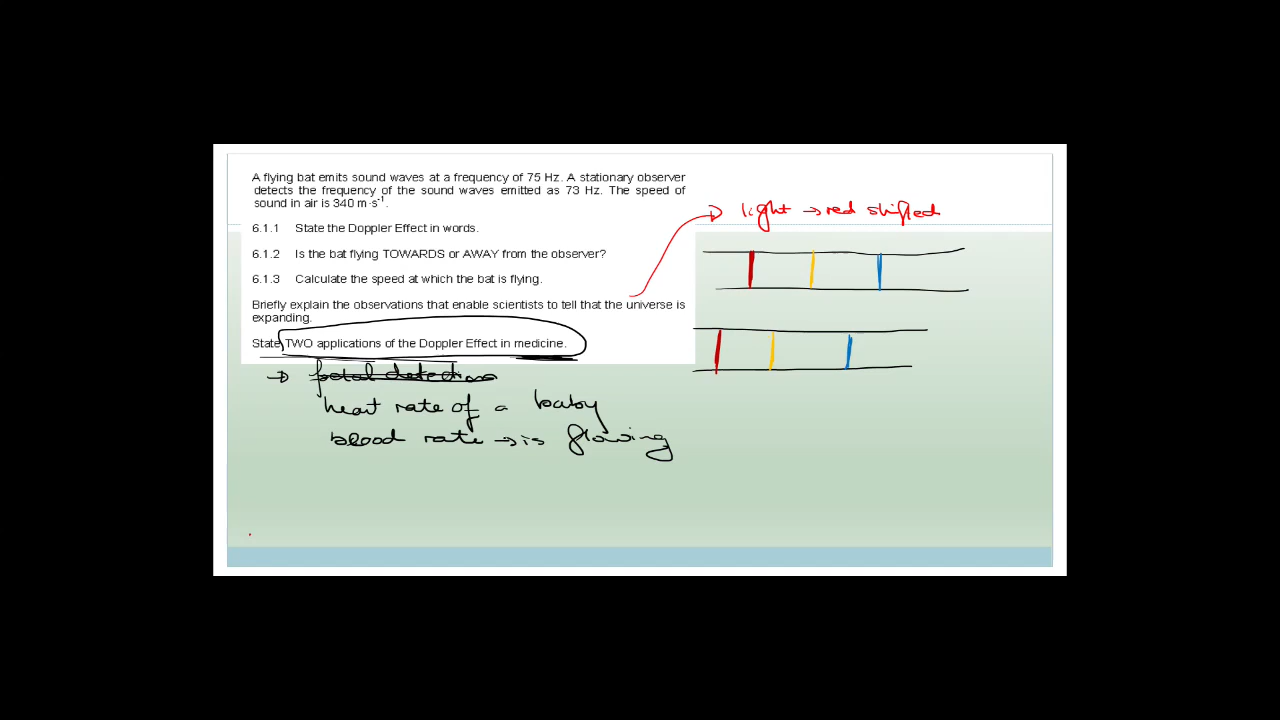 A flying bat emits sound waves at a frequency of 75 Hz. A stationary observer
detects the frequency of the sound waves emitted as 73 Hz. The speed of
sound in air is 340 m·s⁻¹.
6.1.1 State the Doppler Effect in words.
6.1.2 Is the bat flying TOWARDS or AWAY from the observer?
6.1.3 Calculate the speed at which the bat is flying.
Briefly explain the observations that enable scientists to tell that the universe is
expanding.
State TWO applications of the Doppler Effect in medicine.
→ foetal detection
heart rate of a baby
blood rate → is flowing
light → red shifted